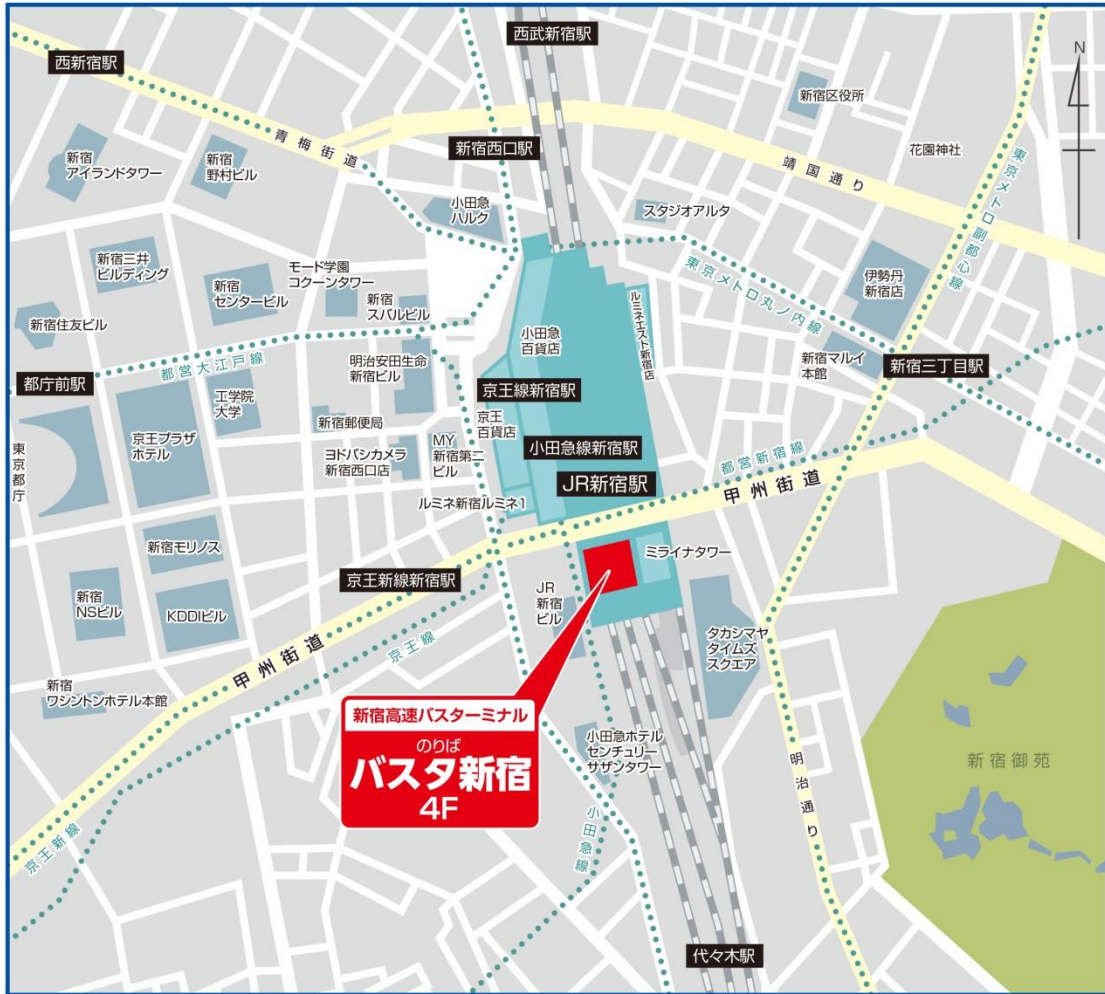 西武新宿駅
西新宿駅
N
新宿区役所
青梅街道
新宿西口駅
花園神社
靖国通り
東京メトロ副都心線
新宿
アイランドタワー
新宿
野村ビル
小田急
ハルク
スタジオアルタ
新宿三井
ビルディング
新宿
センタービル
モード学園
コクーンタワー
新宿
スバルビル
東京メトロ丸ノ内線
伊勢丹
新宿店
新宿住友ビル
小田急
百貨店
ルミネエスト新宿店
都営大江戸線
明治安田生命
新宿ビル
新宿マルイ
本館
新宿三丁目駅
都庁前駅
工学院
大学
京王線新宿駅
新宿郵便局
京王
百貨店
東京都庁
京王プラザ
ホテル
ヨドバシカメラ
新宿西口店
MY
新宿第二
ビル
小田急線新宿駅
都営新宿線
JR新宿駅
甲州街道
ルミネ新宿ルミネ1
新宿モリノス
ミライナタワー
京王新線新宿駅
新宿
NSビル
KDDIビル
JR
新宿
ビル
京王線
タカシマヤ
タイムズ
スクエア
甲州街道
新宿
ワシントンホテル本館
新宿高速バスターミナル
のりば
バスタ新宿
4F
小田急ホテル
センチュリー
サザンタワー
新宿御苑
明治通り
小田急線
京王新線
代々木駅